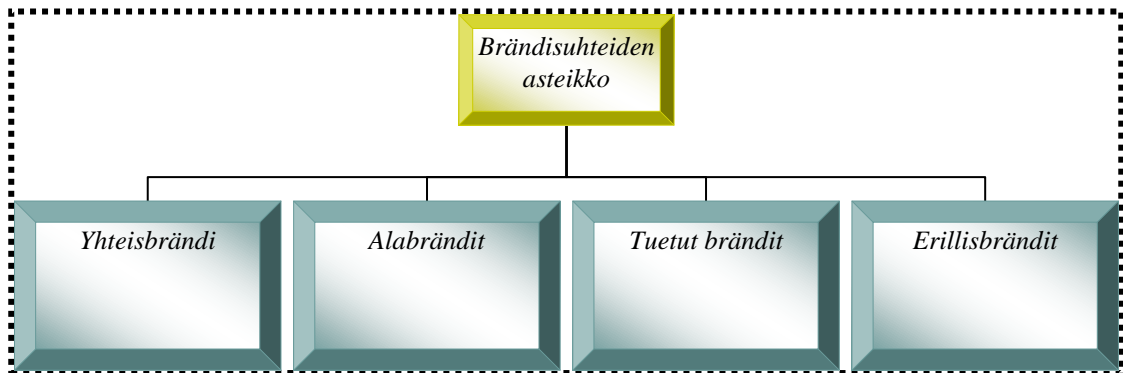 Brändisuhteiden
asteikko
Yhteisbrändi
Alabrändit
Tuetut brändit
Erillisbrändit